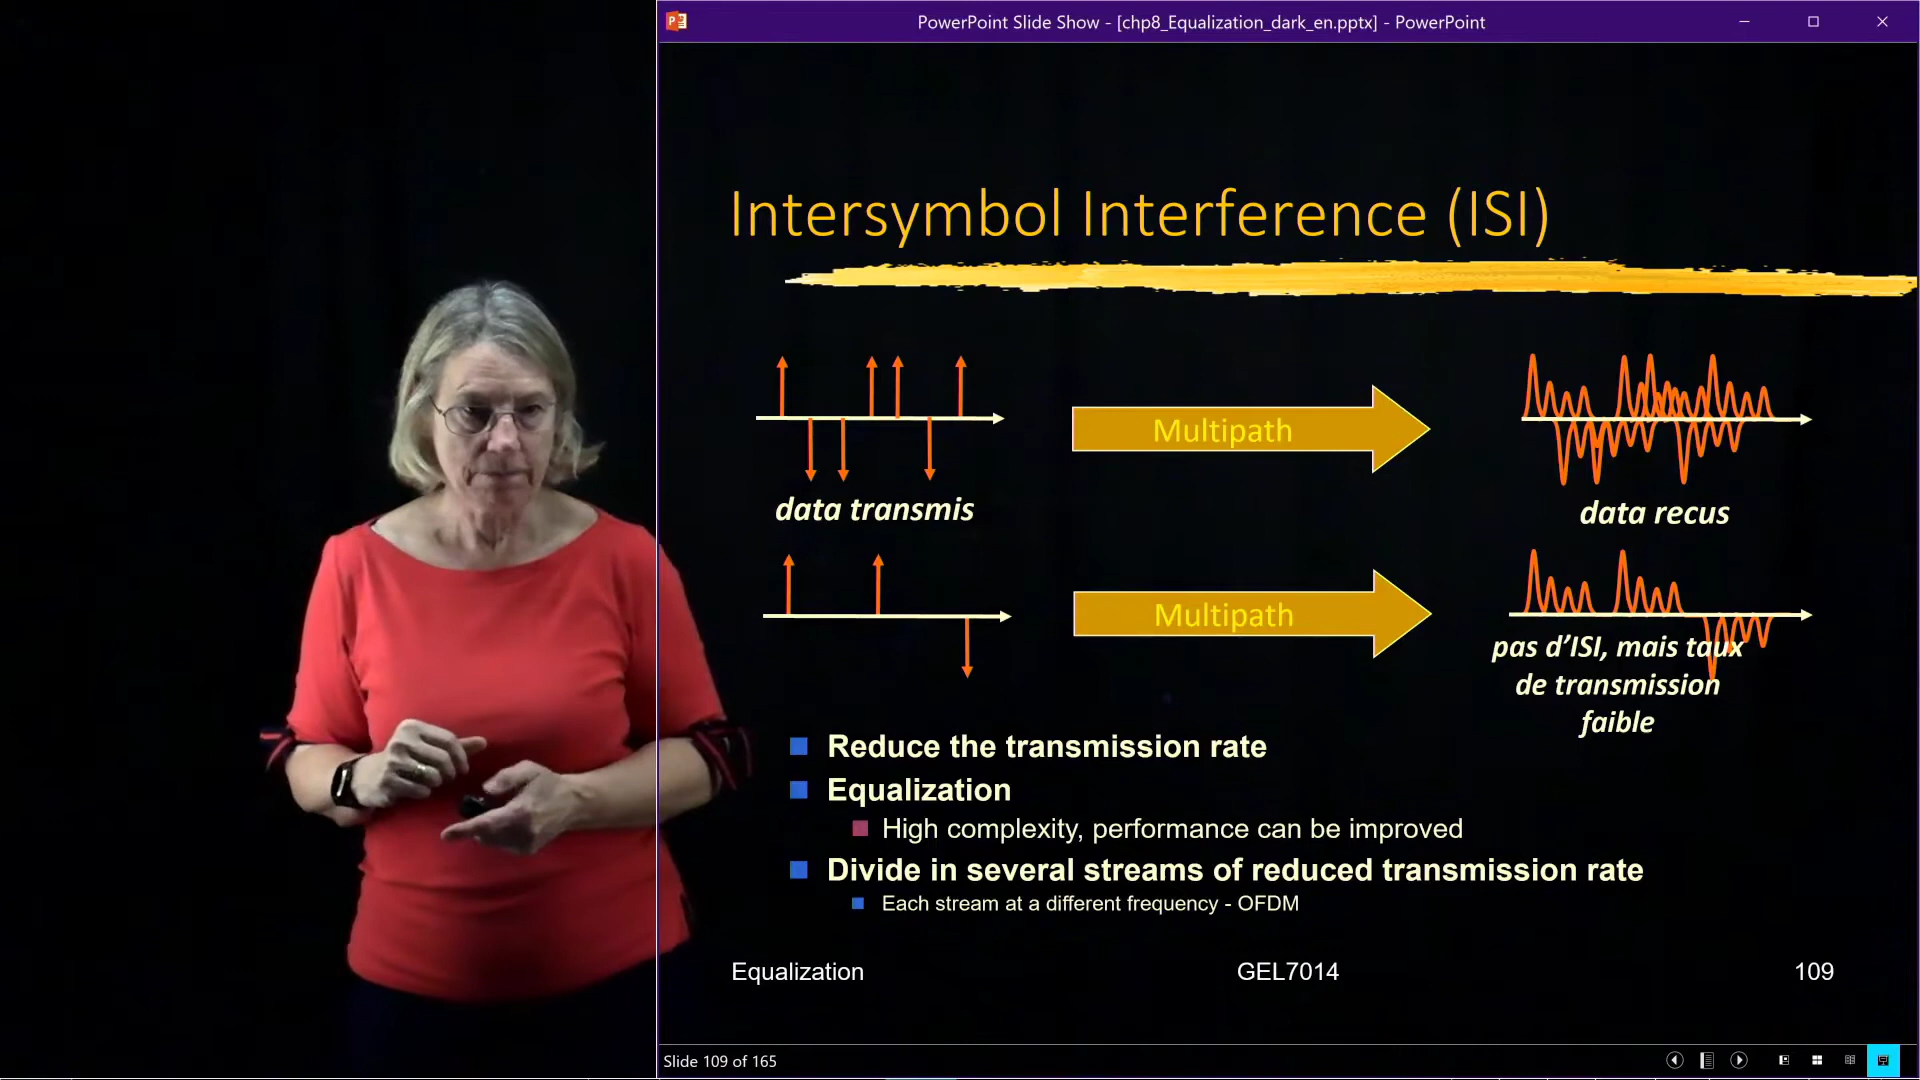 PowerPoint Slide Show - [chp8_Equalization_dark_en.pptx] - PowerPoint
Intersymbol Interference (ISI)
Multipath
data transmis
data recus
Multipath
pas d’ISI, mais taux
de transmission
faible
Reduce the transmission rate
Equalization
High complexity, performance can be improved
Divide in several streams of reduced transmission rate
Each stream at a different frequency - OFDM
Equalization
GEL7014
109
Slide 109 of 165